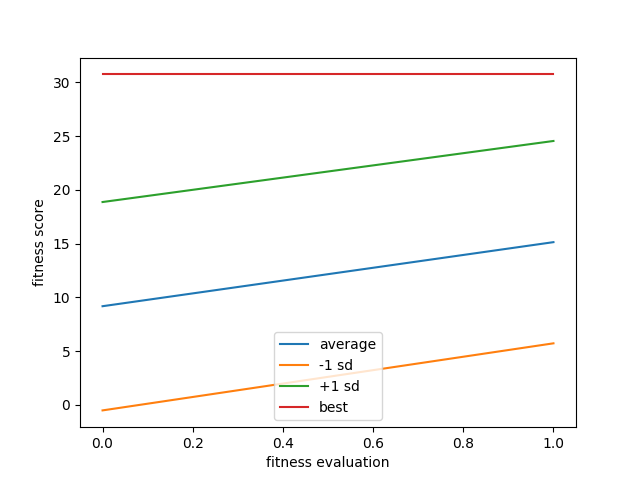 30
25
20
15
10
5
0
fitness score
average
-1 sd
+1 sd
best
0.0 0.2 0.4 0.6 0.8 1.0
fitness evaluation